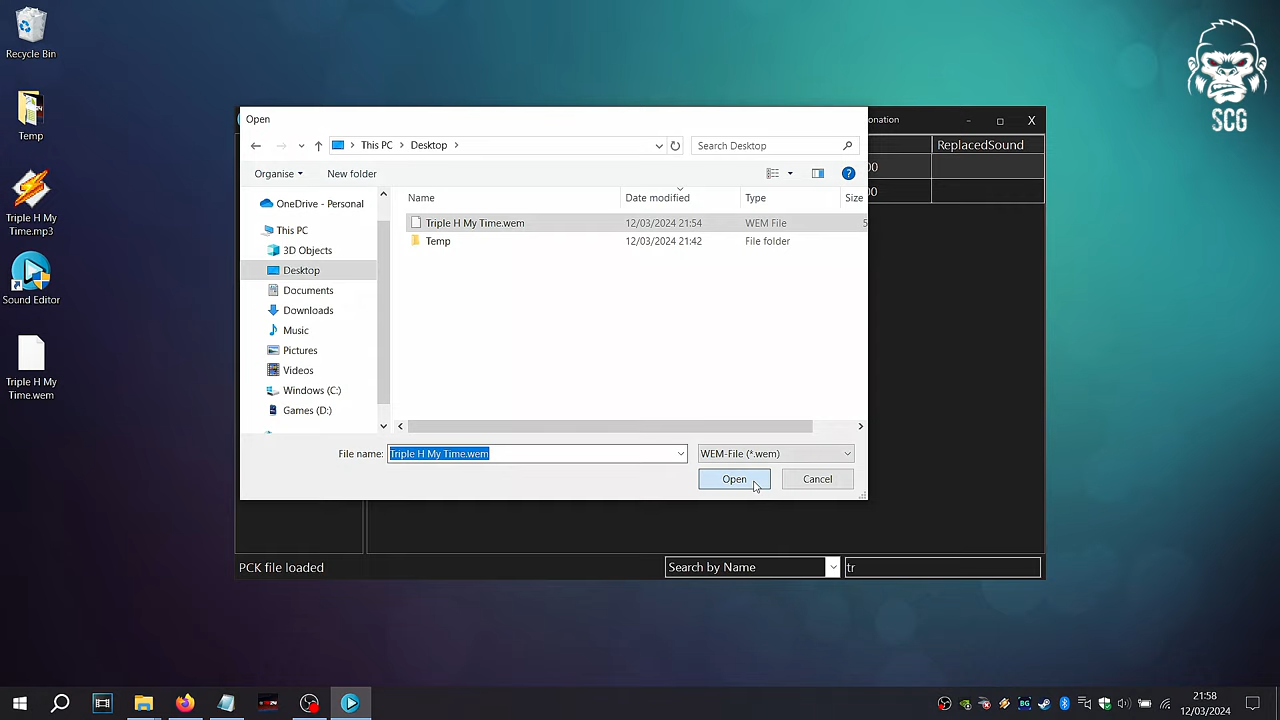 Recycle Bin
Temp
Triple H My
Time.mp3
Sound Editor
Triple H My
Time.wem
SCG
Open
onation
This PC
Desktop
Search Desktop
Organise
New folder
ReplacedSound
00
00
Name
Date modified
Type
Size
OneDrive - Personal
This PC
3D Objects
Desktop
Documents
Downloads
Music
Pictures
Videos
Windows (C:)
Games (D:)
Triple H My Time.wem
12/03/2024 21:54
WEM File
5
Temp
12/03/2024 21:42
File folder
File name:
Triple H My Time.wem
WEM-File (*.wem)
Open
Cancel
PCK file loaded
Search by Name
tr
21:58
12/03/2024